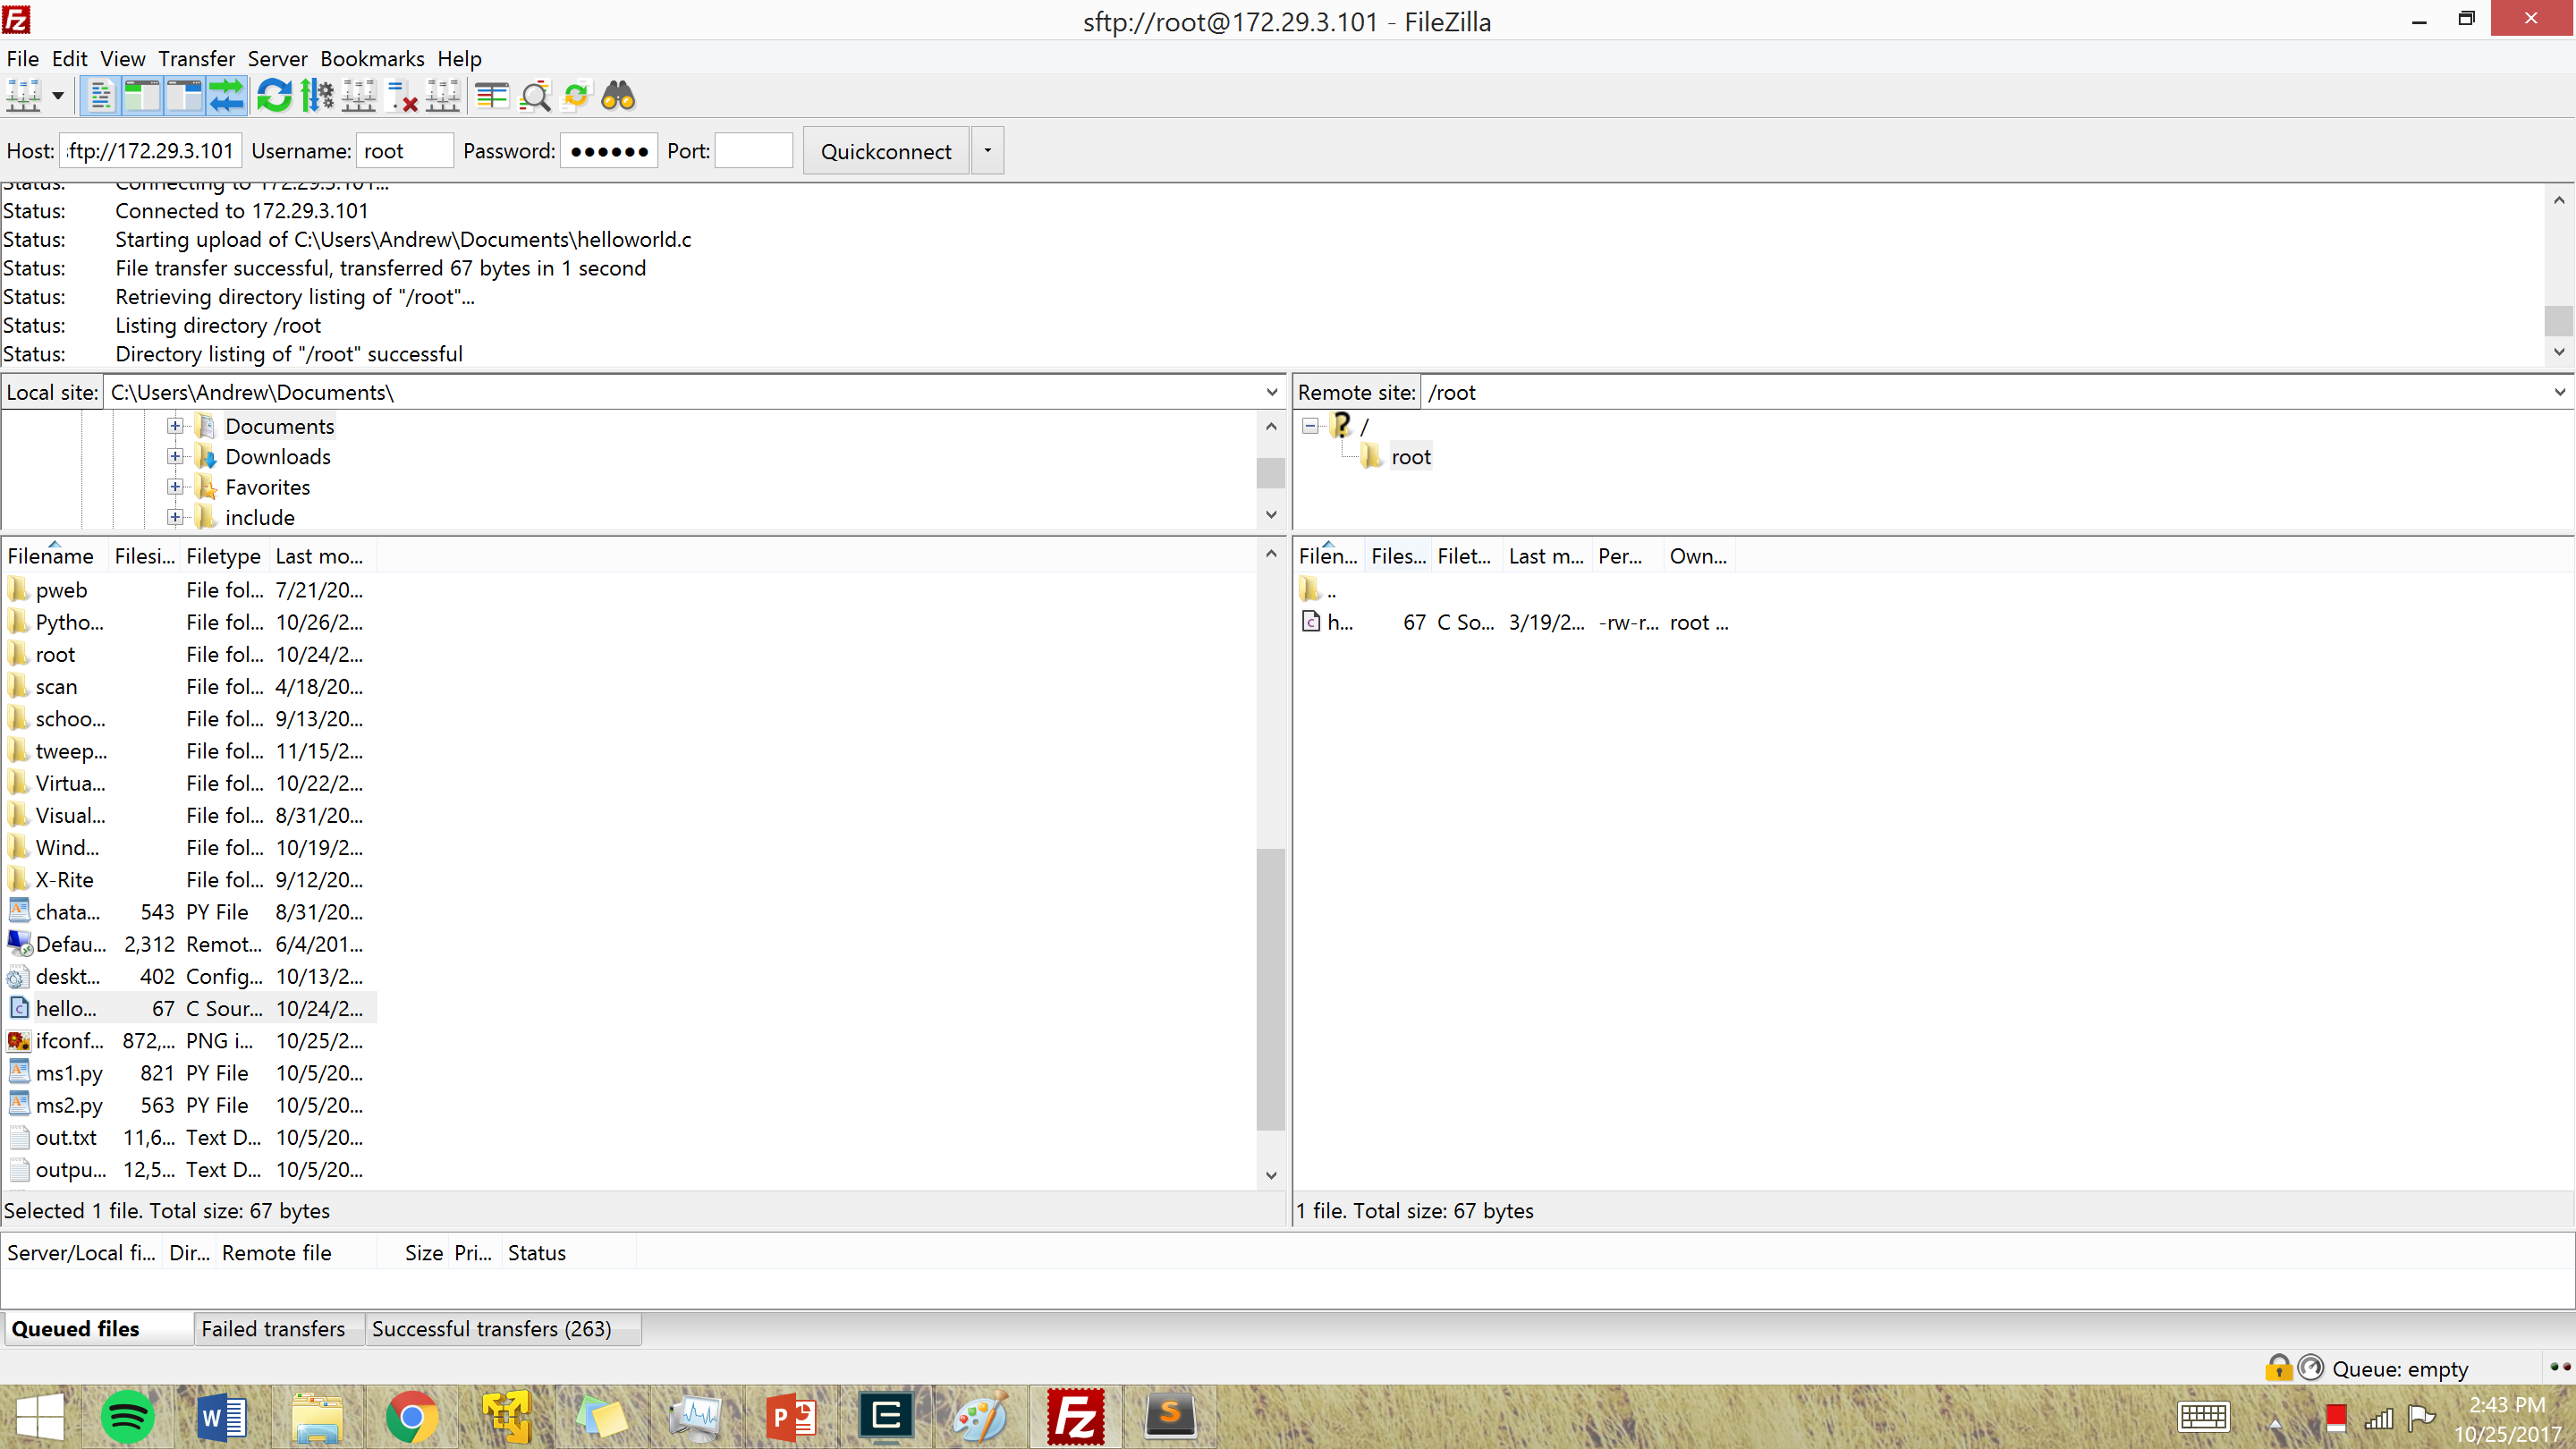 sftp://root@172.29.3.101 - FileZilla
File Edit View Transfer Server Bookmarks Help
Host: sftp://172.29.3.101 Username: root Password: ●●●●●● Port: Quickconnect
Status: Connecting to 172.29.3.101...
Status: Connected to 172.29.3.101
Status: Starting upload of C:\Users\Andrew\Documents\helloworld.c
Status: File transfer successful, transferred 67 bytes in 1 second
Status: Retrieving directory listing of "/root"...
Status: Listing directory /root
Status: Directory listing of "/root" successful
Local site: C:\Users\Andrew\Documents\
Documents
Downloads
Favorites
include
Remote site: /root
/
root
Filename Filesi... Filetype Last mo...
pweb File fol... 7/21/20...
Pytho... File fol... 10/26/2...
root File fol... 10/24/2...
scan File fol... 4/18/20...
schoo... File fol... 9/13/20...
tweep... File fol... 11/15/2...
Virtua... File fol... 10/22/2...
Visual... File fol... 8/31/20...
Wind... File fol... 10/19/2...
X-Rite File fol... 9/12/20...
chata... 543 PY File 8/31/20...
Defau... 2,312 Remot... 6/4/201...
deskt... 402 Config... 10/13/2...
hello... 67 C Sour... 10/24/2...
ifconf... 872,... PNG i... 10/25/2...
ms1.py 821 PY File 10/5/20...
ms2.py 563 PY File 10/5/20...
out.txt 11,6... Text D... 10/5/20...
outpu... 12,5... Text D... 10/5/20...
Selected 1 file. Total size: 67 bytes
Filen... Files... Filet... Last m... Per... Own...
..
h... 67 C So... 3/19/2... -rw-r... root ...
1 file. Total size: 67 bytes
Server/Local fi... Dir... Remote file Size Pri... Status
Queued files Failed transfers Successful transfers (263)
Queue: empty
2:43 PM
10/25/2017